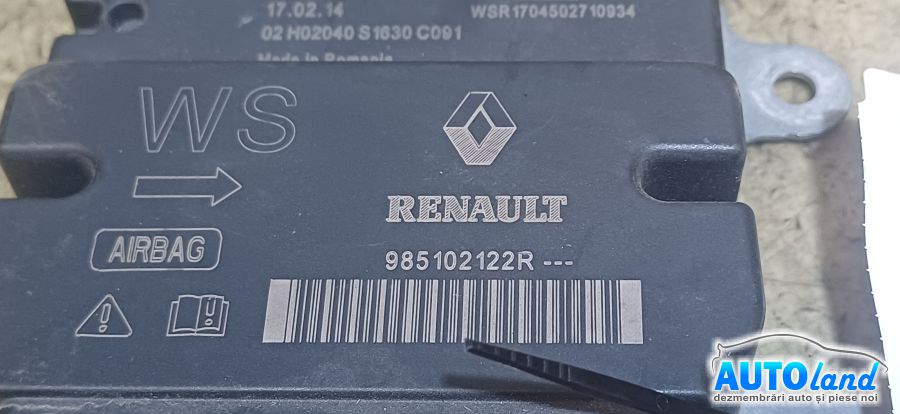 17.02.14
WSR1704502710934
02 H02040 S1630 C091
Made in Romania
WS
RENAULT
AIRBAG
985102122R ---
AUTOland
dezmembrări auto și piese noi